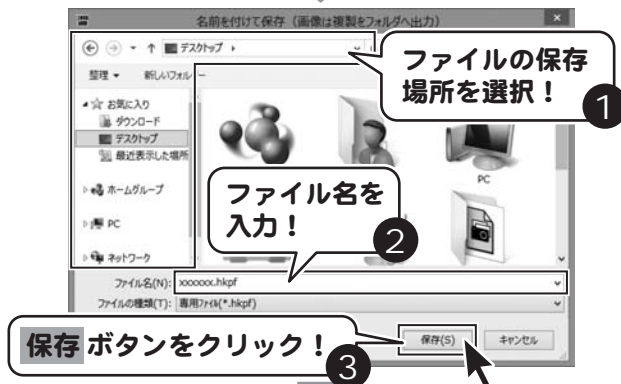 名前を付けて保存（画像は複製をフォルダへ出力）
デスクトップ
ファイルの保存
場所を選択！
1
整理
新しいフォル
お気に入り
ダウンロード
デスクトップ
最近表示した場所
ホームグループ
PC
ネットワーク
PC
ファイル名を
入力！
2
ファイル名(N): xxxxxxx.hkpf
ファイルの種類(T): 専用ﾌｧｲﾙ(*.hkpf)
保存(S)
キャンセル
保存 ボタンをクリック！
3